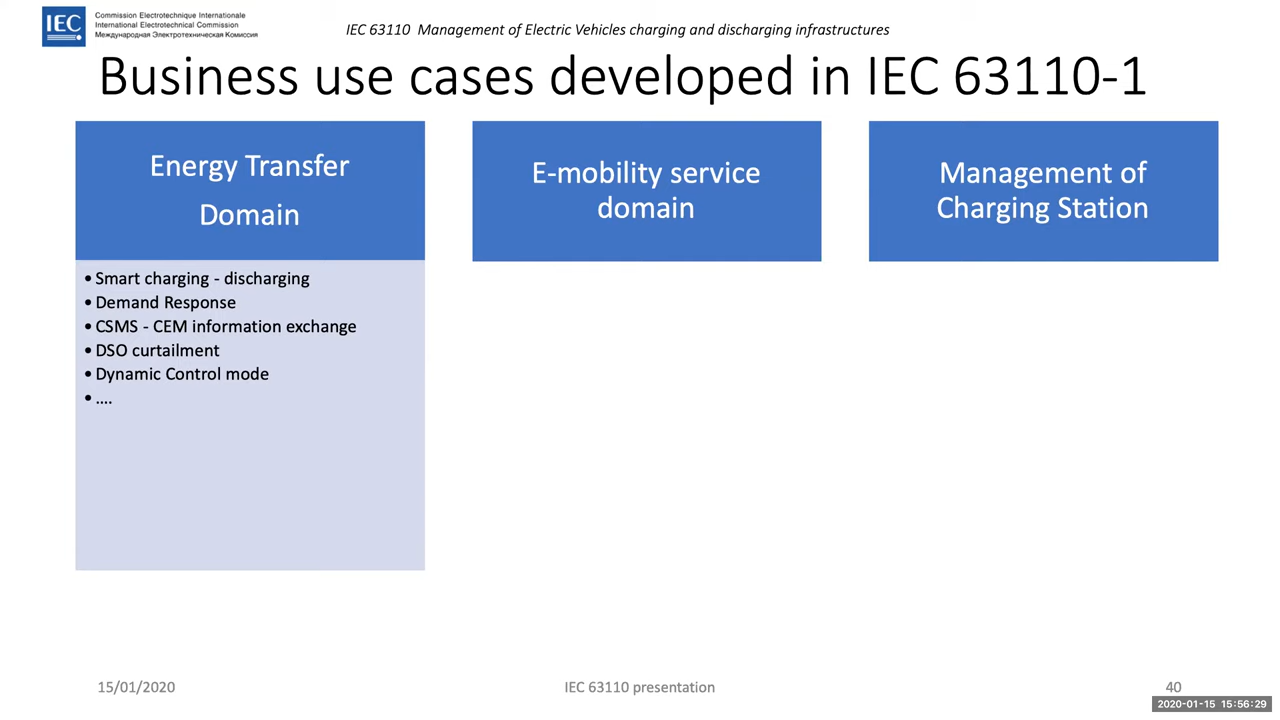 IEC
Commission Electrotechnique Internationale
International Electrotechnical Commission
Международная Электротехническая Комиссия
IEC 63110 Management of Electric Vehicles charging and discharging infrastructures
Business use cases developed in IEC 63110-1
Energy Transfer
Domain
• Smart charging - discharging
• Demand Response
• CSMS - CEM information exchange
• DSO curtailment
• Dynamic Control mode
• ....
E-mobility service
domain
Management of
Charging Station
15/01/2020
IEC 63110 presentation
40
2020-01-15 15:56:29